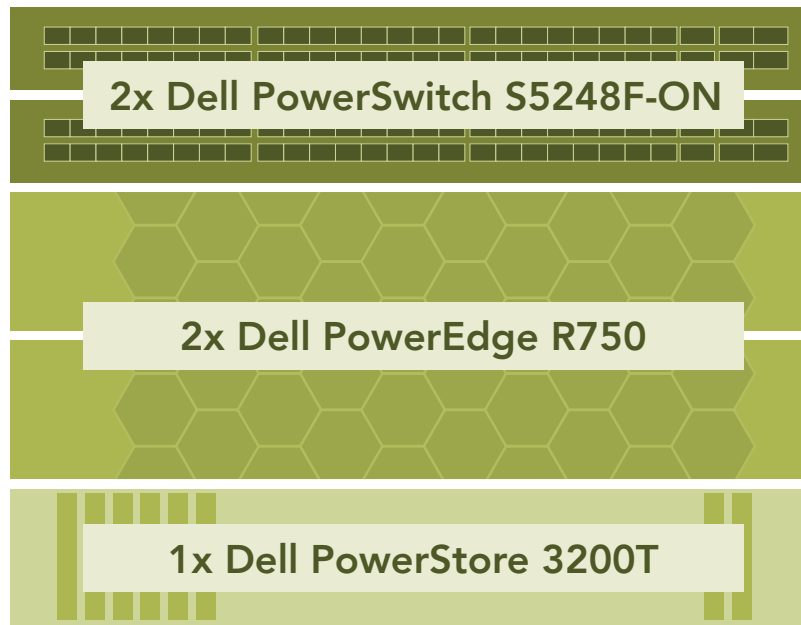 2x Dell PowerSwitch S5248F-ON
2x Dell PowerEdge R750
1x Dell PowerStore 3200T